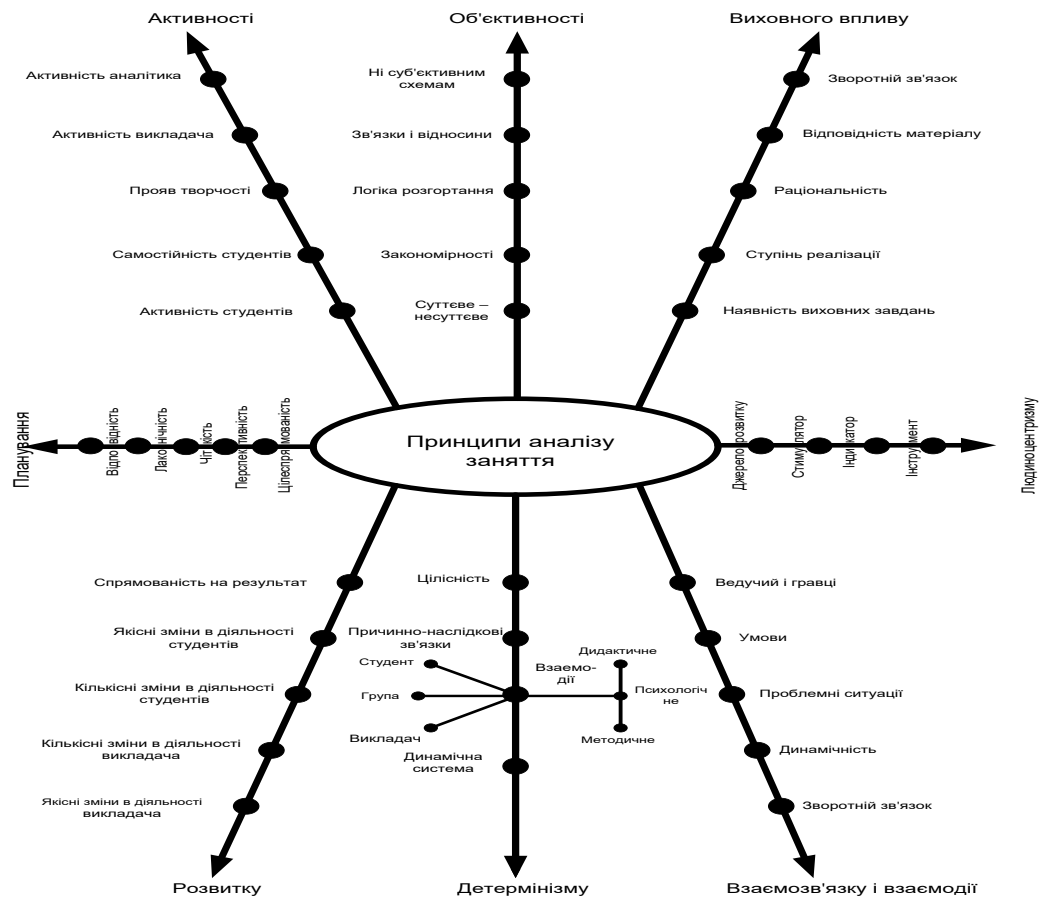 Активності
Об'єктивності
Виховного впливу
Активність аналітика
Ні суб'єктивним
схемам
Зворотній зв'язок
Активність викладача
Зв'язки і відносини
Відповідність матеріалу
Прояв творчості
Логіка розгортання
Раціональність
Самостійність студентів
Закономірності
Ступінь реалізації
Активність студентів
Суттєве –
несуттєве
Наявність виховних завдань
Планування
Відповідність
Лаконічність
Чіткість
Перспективність
Цілеспрямованість
Принципи аналізу
заняття
Джерело розвитку
Стимулятор
Індикатор
Інструмент
Людиноцентризму
Спрямованість на результат
Цілісність
Ведучий і гравці
Якісні зміни в діяльності
студентів
Причинно-наслідкові
зв'язки
Умови
Студент
Взаємо-
дії
Дидактичне
Кількісні зміни в діяльності
студентів
Група
Психологіч
не
Проблемні ситуації
Викладач
Методичне
Кількісні зміни в діяльності
викладача
Динамічна
система
Динамічність
Якісні зміни в діяльності
викладача
Зворотній зв'язок
Розвитку
Детермінізму
Взаємозв'язку і взаємодії